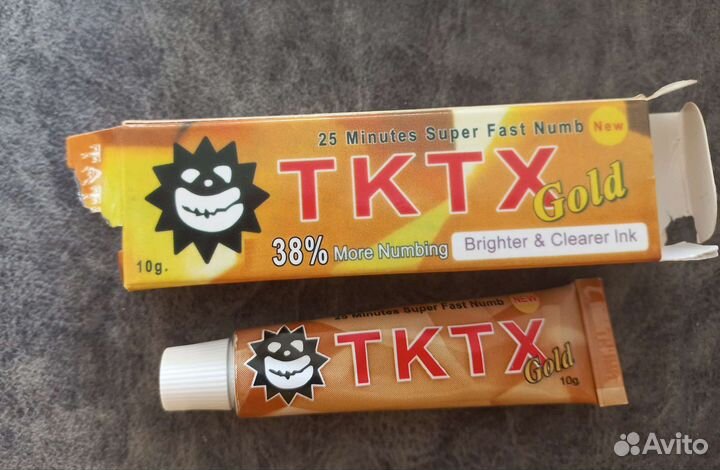 25 Minutes Super Fast Numb New
TKTX
Gold
38% More Numbing Brighter & Clearer Ink
10g.
TAT
25 Minutes Super Fast Numb NEW
TKTX
Gold
10g
Avito